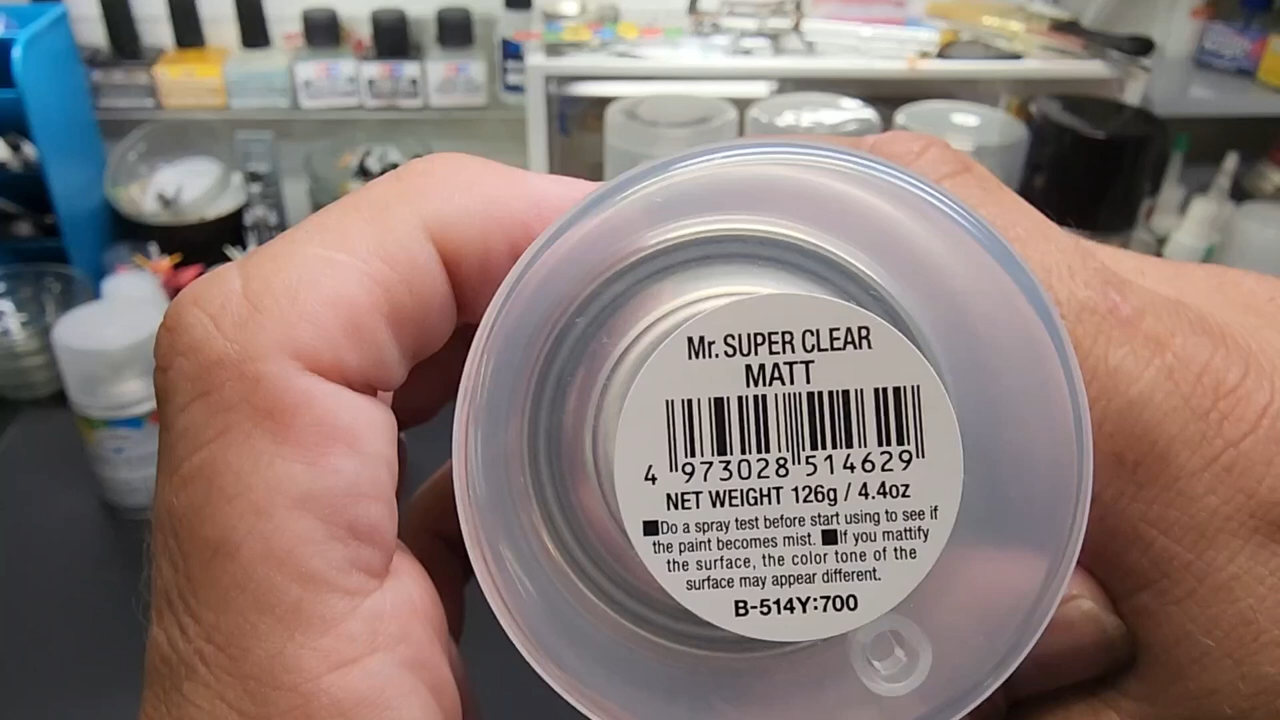 Mr. SUPER CLEAR
MATT
4 973028 514629
NET WEIGHT 126g / 4.4oz
■Do a spray test before start using to see if
the paint becomes mist. ■If you mattify
the surface, the color tone of the
surface may appear different.
B-514Y:700